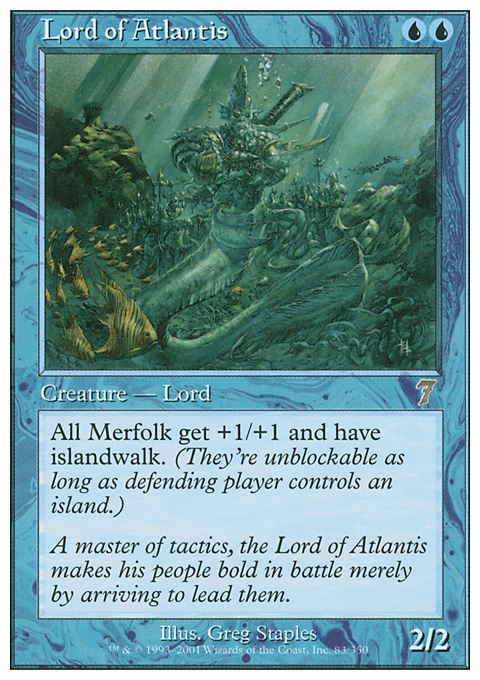 Lord of Atlantis
Creature — Lord
All Merfolk get +1/+1 and have
islandwalk. (They're unblockable as
long as defending player controls an
island.)
A master of tactics, the Lord of Atlantis
makes his people bold in battle merely
by arriving to lead them.
Illus. Greg Staples
2/2
™ & © 1993–2001 Wizards of the Coast, Inc. 83/350